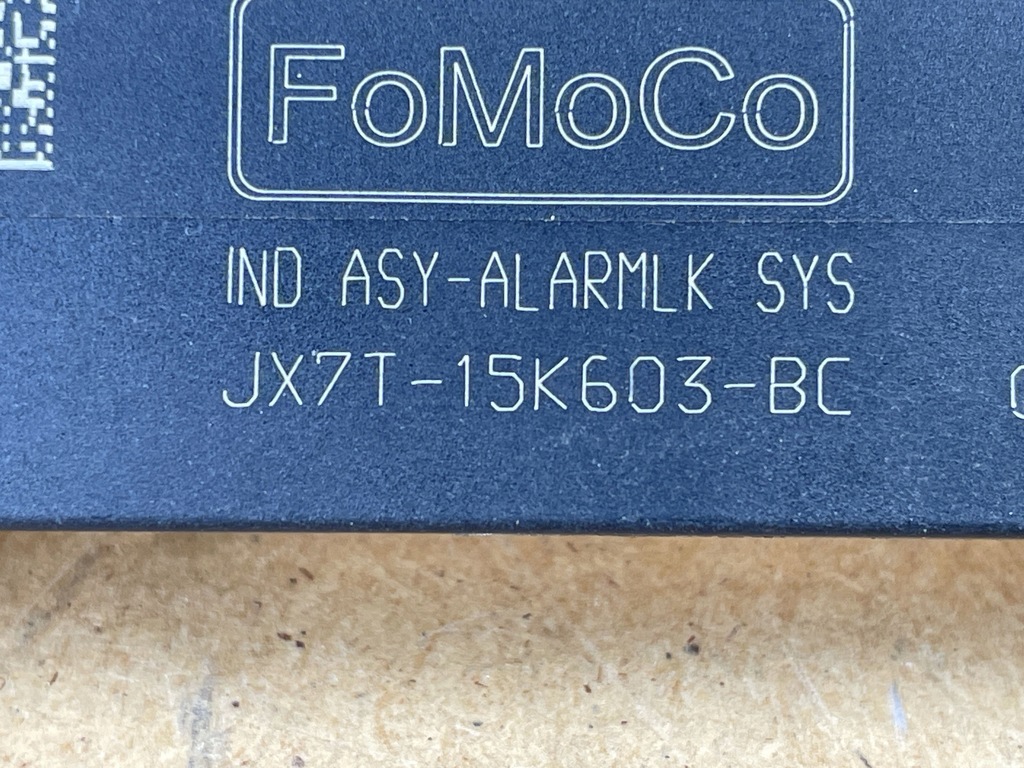 FoMoCo
IND ASY-ALARMLK SYS
JX7T-15K603-BC